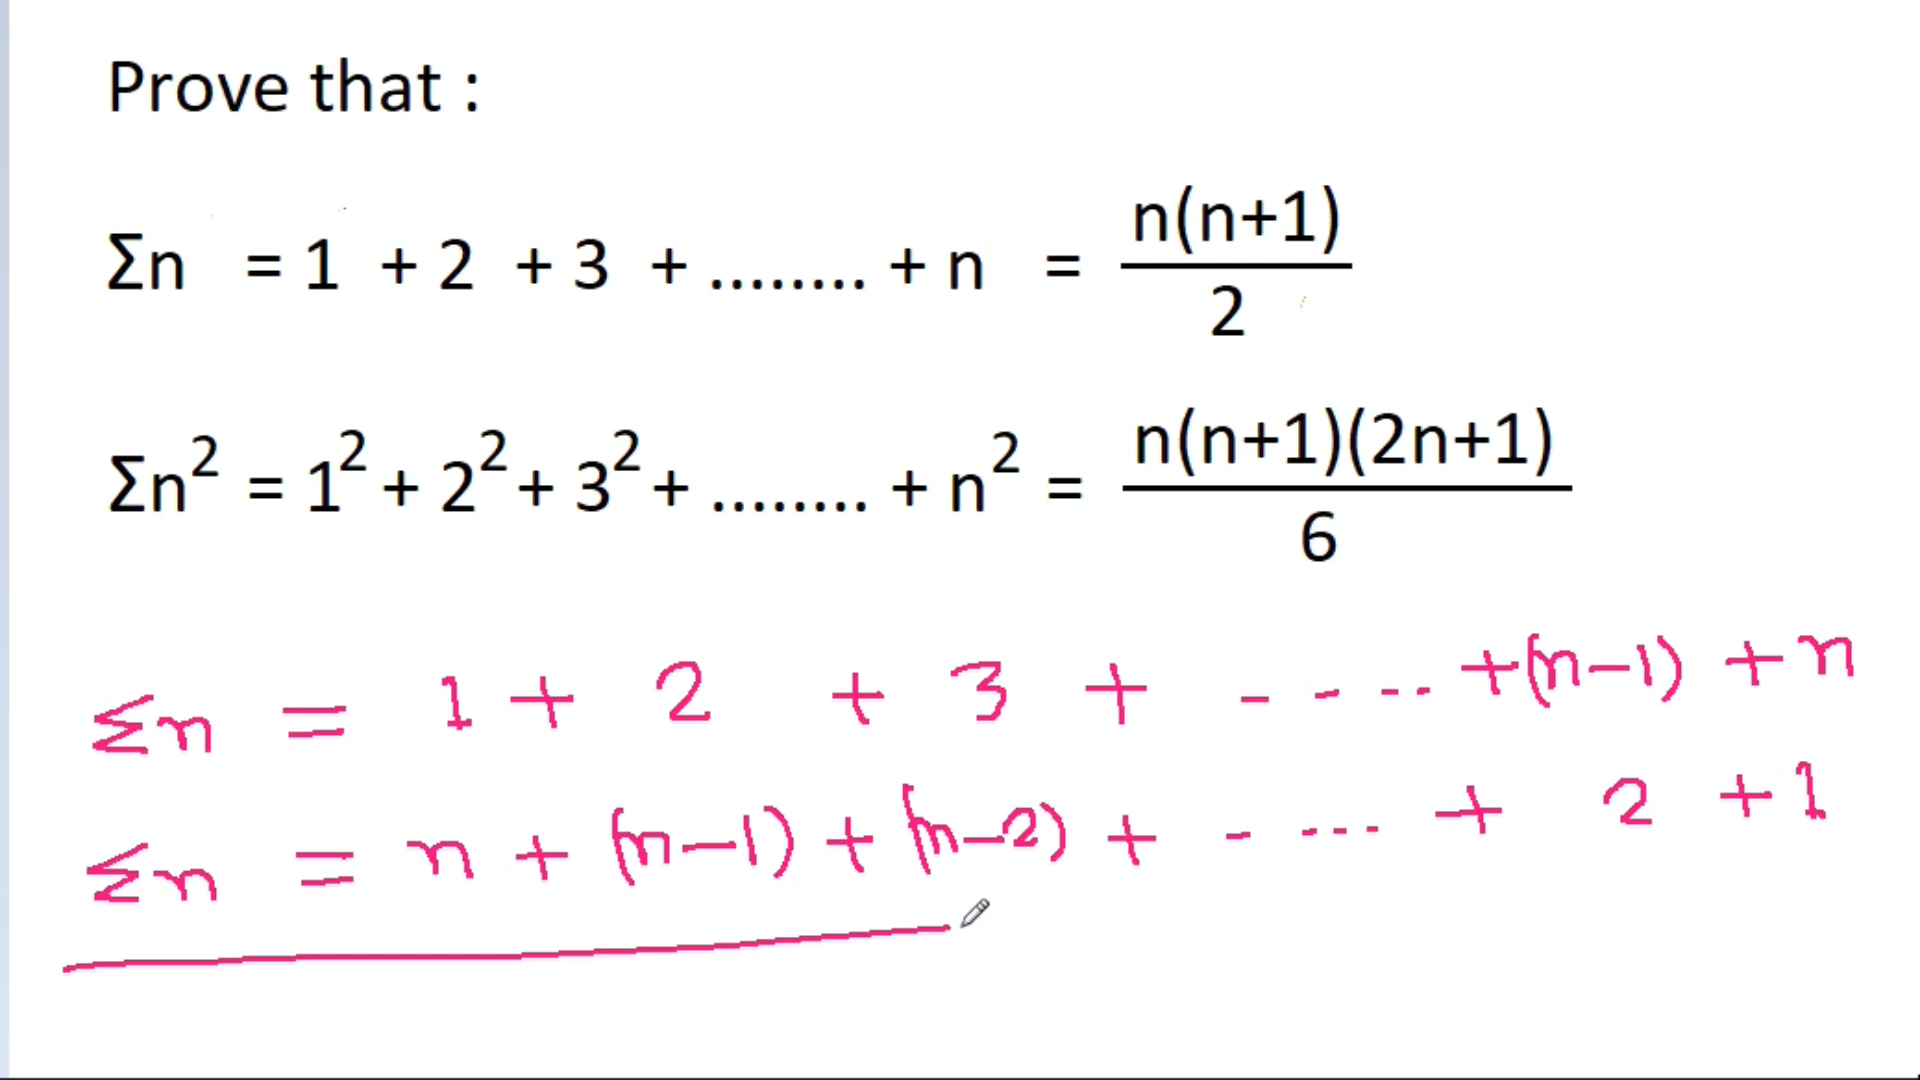 Prove that :
Σn = 1 + 2 + 3 + ........ + n = n(n+1)/2
Σn² = 1² + 2² + 3² + ........ + n² = n(n+1)(2n+1)/6
Σn = 1 + 2 + 3 + - - -- .. +(n-1) + n
Σn = n + (n-1) + (n-2) + - - --- + 2 + 1